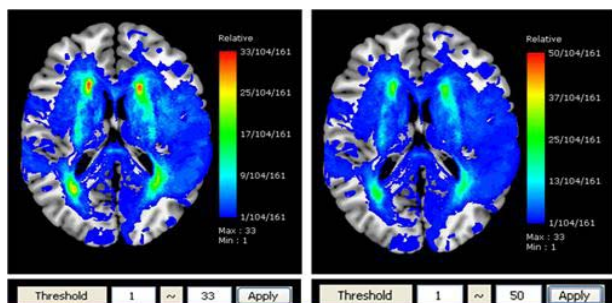 Relative
33/104/161
25/104/161
17/104/161
9/104/161
1/104/161
Max : 33
Min : 1
Threshold 1 ~ 33 Apply
Relative
50/104/161
37/104/161
25/104/161
13/104/161
1/104/161
Max : 33
Min : 1
Threshold 1 ~ 50 Apply